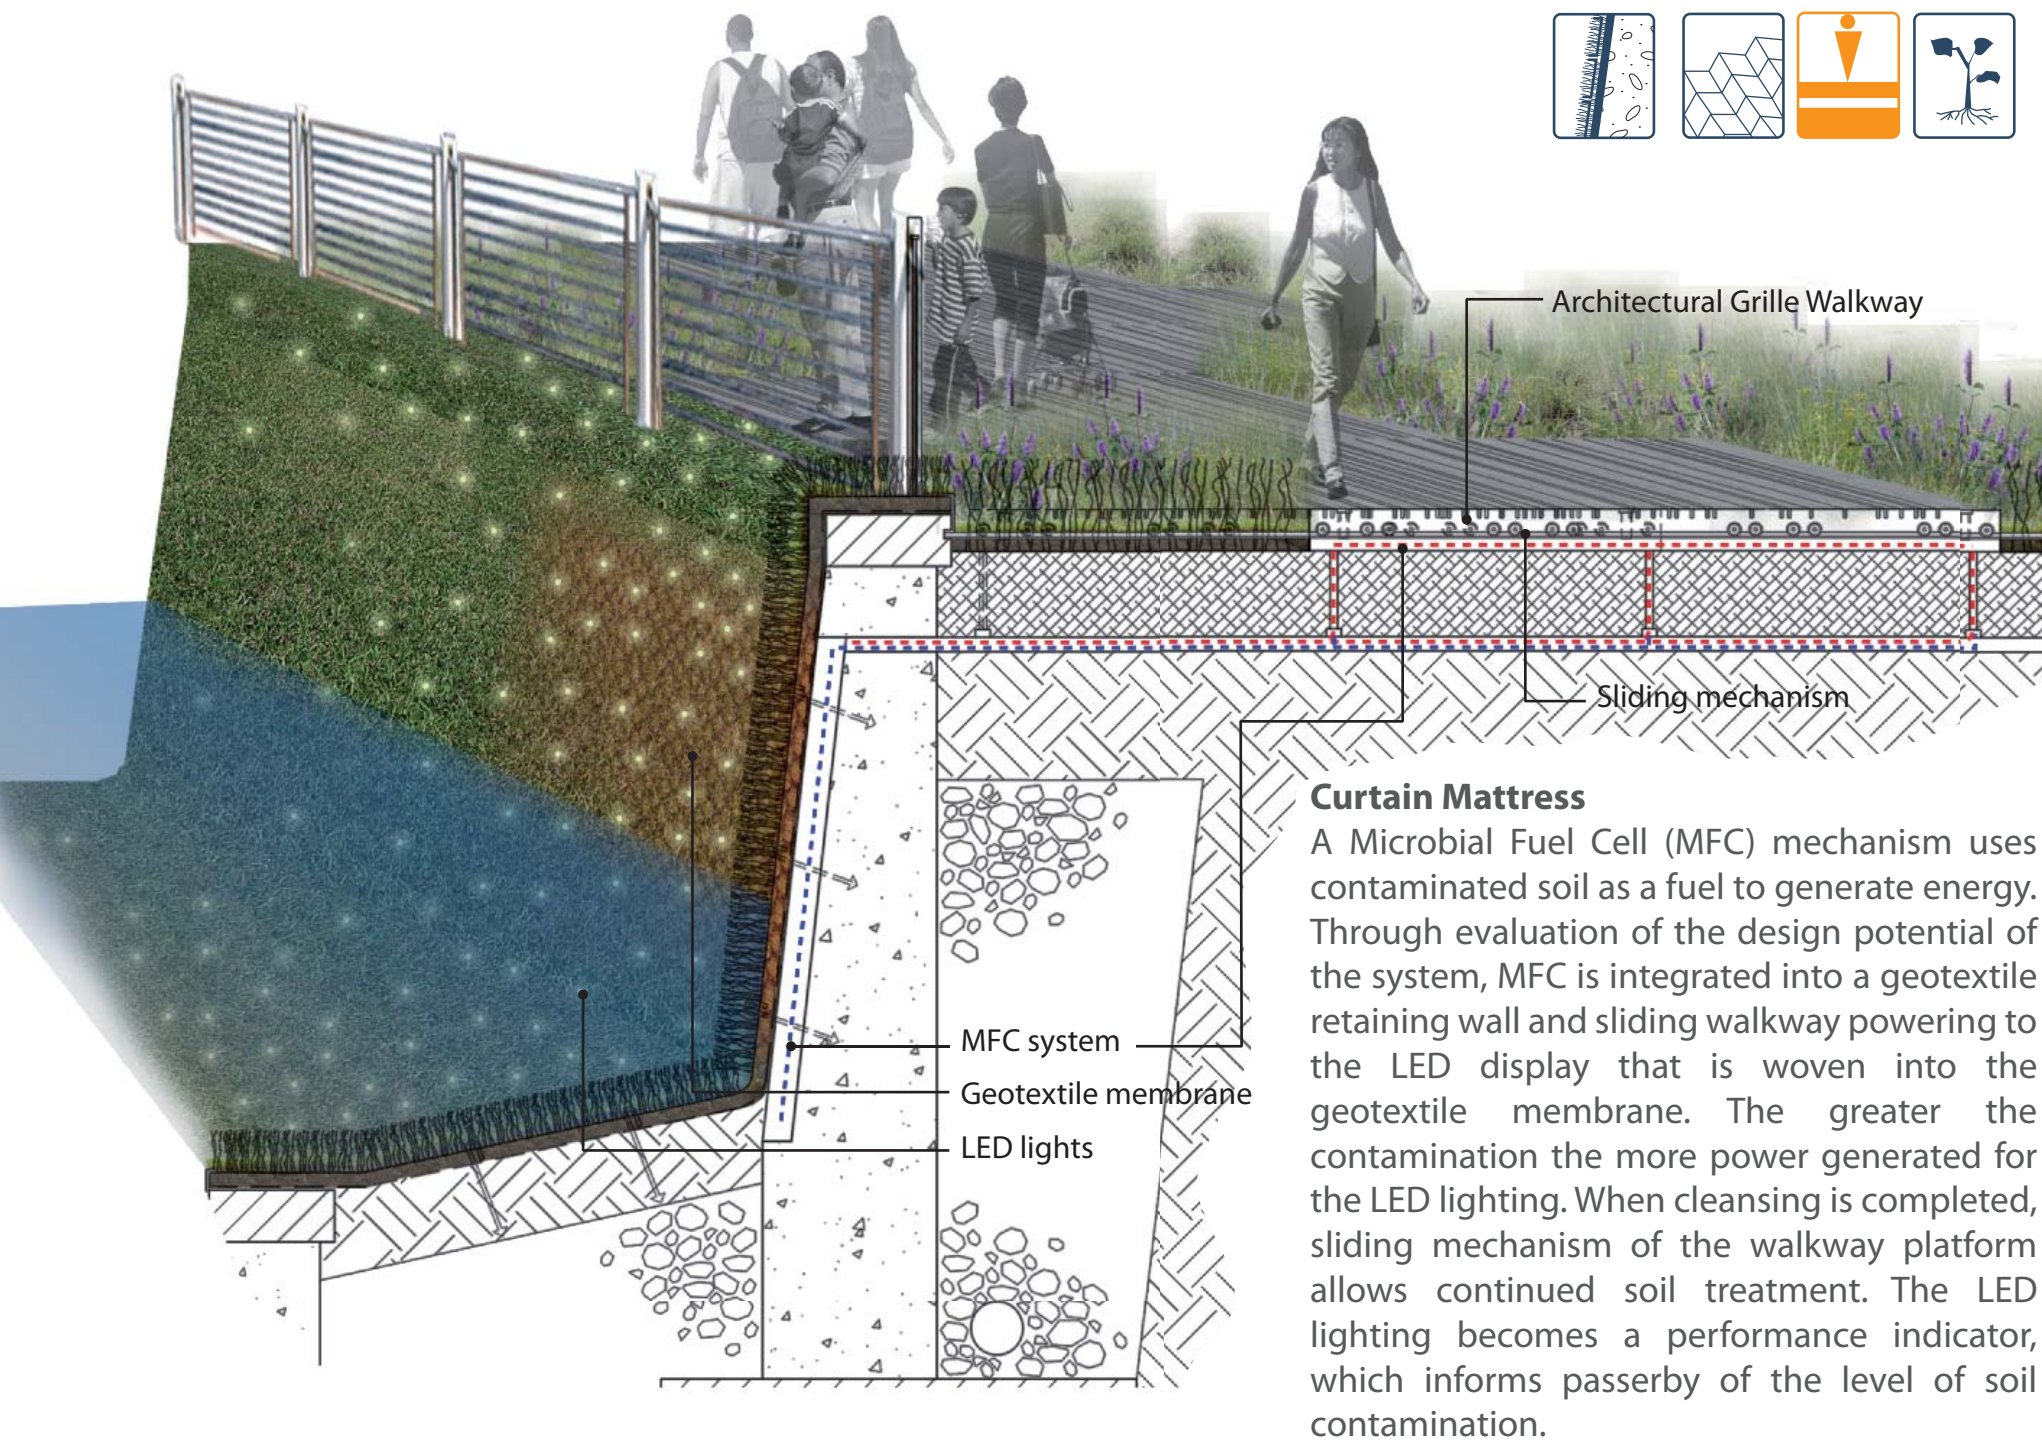 Architectural Grille Walkway
Sliding mechanism
MFC system
Geotextile membrane
LED lights
Curtain Mattress
A Microbial Fuel Cell (MFC) mechanism uses
contaminated soil as a fuel to generate energy.
Through evaluation of the design potential of
the system, MFC is integrated into a geotextile
retaining wall and sliding walkway powering to
the LED display that is woven into the
geotextile membrane. The greater the
contamination the more power generated for
the LED lighting. When cleansing is completed,
sliding mechanism of the walkway platform
allows continued soil treatment. The LED
lighting becomes a performance indicator,
which informs passerby of the level of soil
contamination.